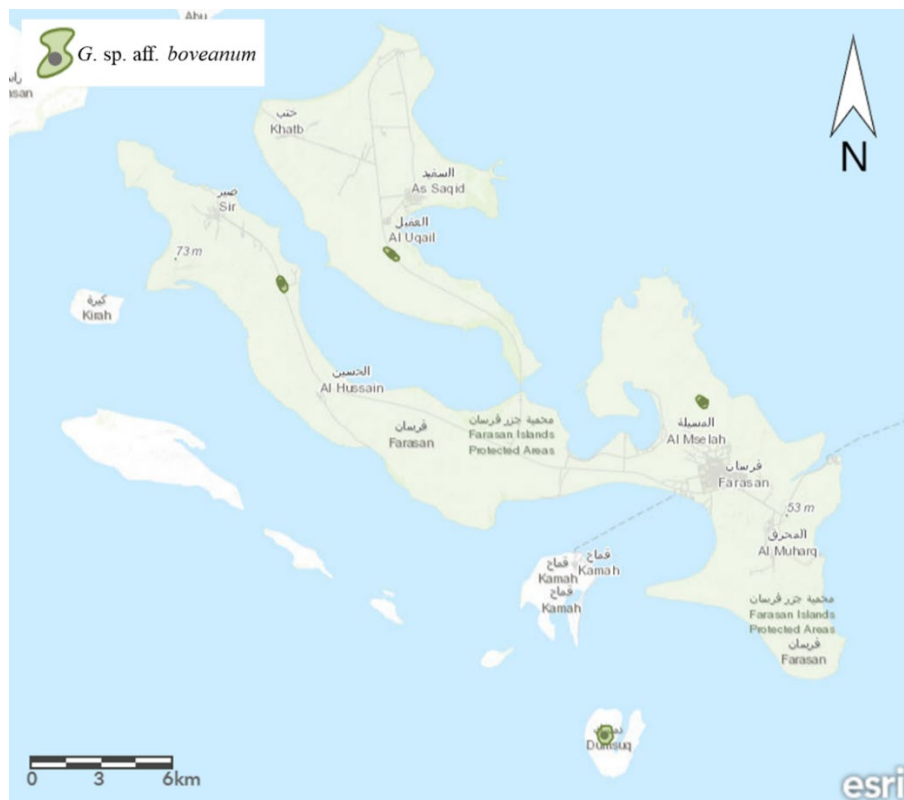 Abu
G. sp. aff. boveanum
N
ختب
Khatb
السقيد
As Saqid
صير
Sir
العقيل
Al Uqail
73 m
كيرة
Kirah
الحسين
Al Hussain
فرسان
Farasan
محمية جزر فرسان
Farasan Islands
Protected Areas
المسيلة
Al Mselah
فرسان
Farasan
53 m
المحرق
Al Muharq
قماح
Kamah
قماح
Kamah
قماح
Kamah
محمية جزر فرسان
Farasan Islands
Protected Areas
فرسان
Farasan
Dumsuq
0 3 6km
esri